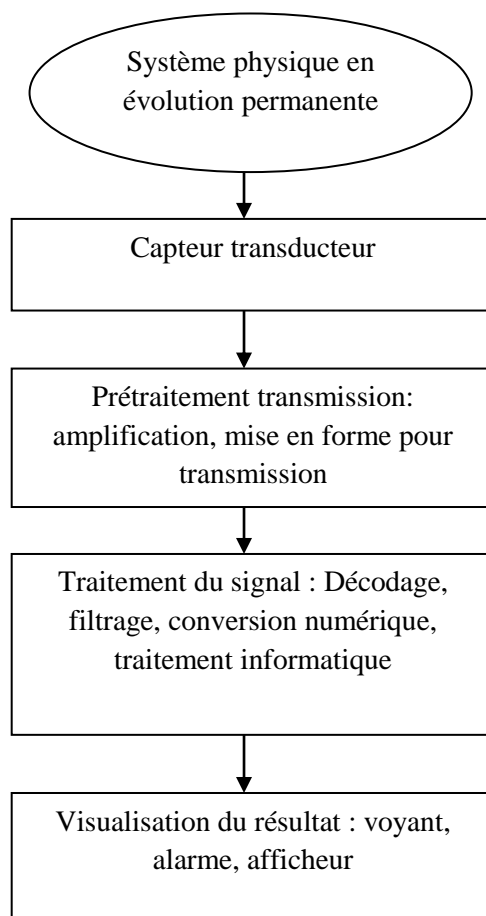 Système physique en
évolution permanente
Capteur transducteur
Prétraitement transmission:
amplification, mise en forme pour
transmission
Traitement du signal : Décodage,
filtrage, conversion numérique,
traitement informatique
Visualisation du résultat : voyant,
alarme, afficheur